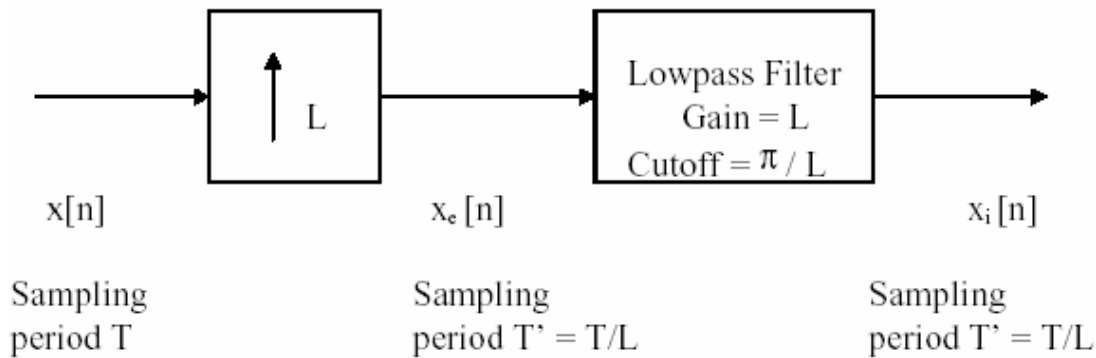 L
Lowpass Filter
Gain = L
Cutoff = π / L
x[n]
xₑ [n]
xᵢ [n]
Sampling
period T
Sampling
period T’ = T/L
Sampling
period T’ = T/L